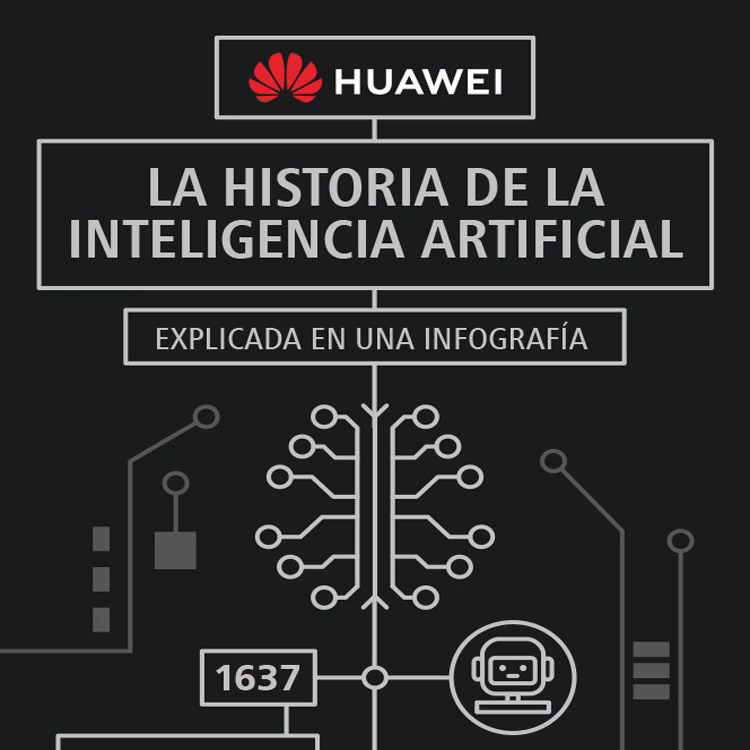 HUAWEI
LA HISTORIA DE LA
INTELIGENCIA ARTIFICIAL
EXPLICADA EN UNA INFOGRAFÍA
1637